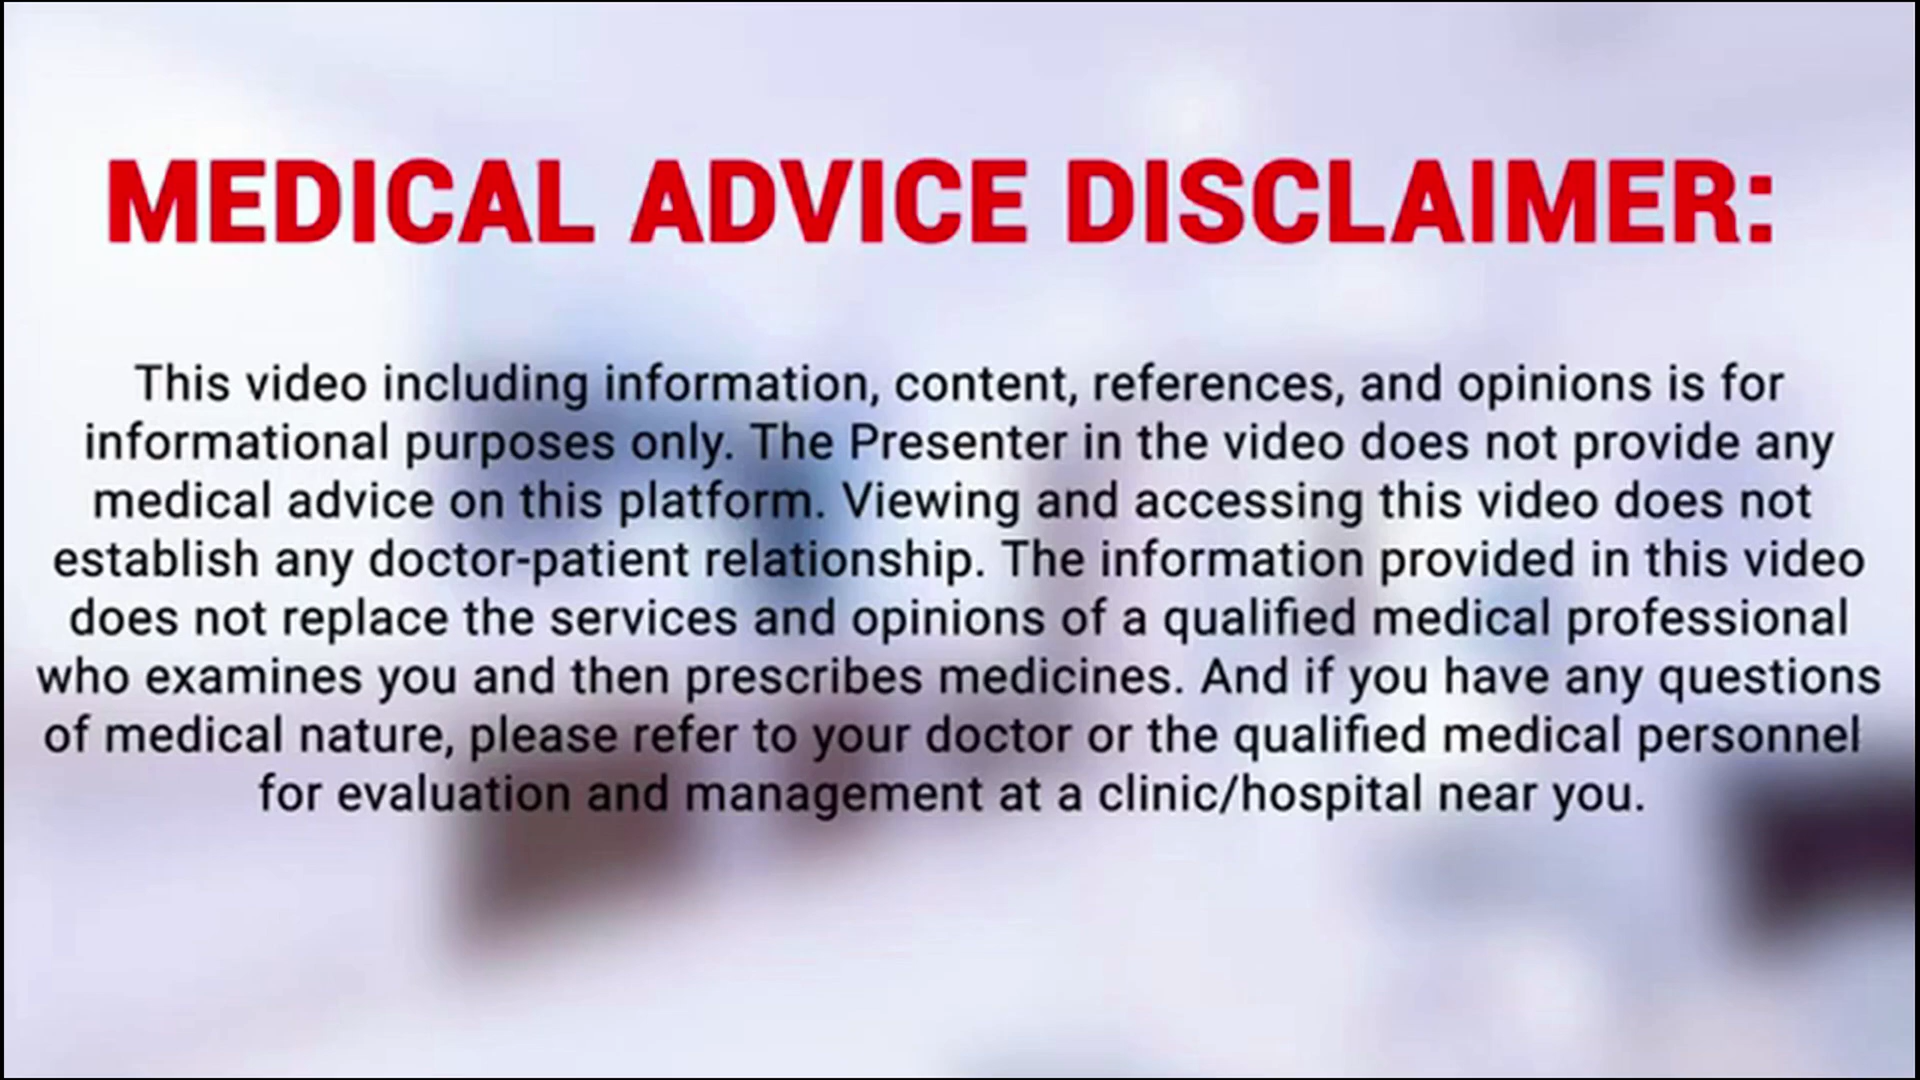 MEDICAL ADVICE DISCLAIMER:
This video including information, content, references, and opinions is for
informational purposes only. The Presenter in the video does not provide any
medical advice on this platform. Viewing and accessing this video does not
establish any doctor-patient relationship. The information provided in this video
does not replace the services and opinions of a qualified medical professional
who examines you and then prescribes medicines. And if you have any questions
of medical nature, please refer to your doctor or the qualified medical personnel
for evaluation and management at a clinic/hospital near you.